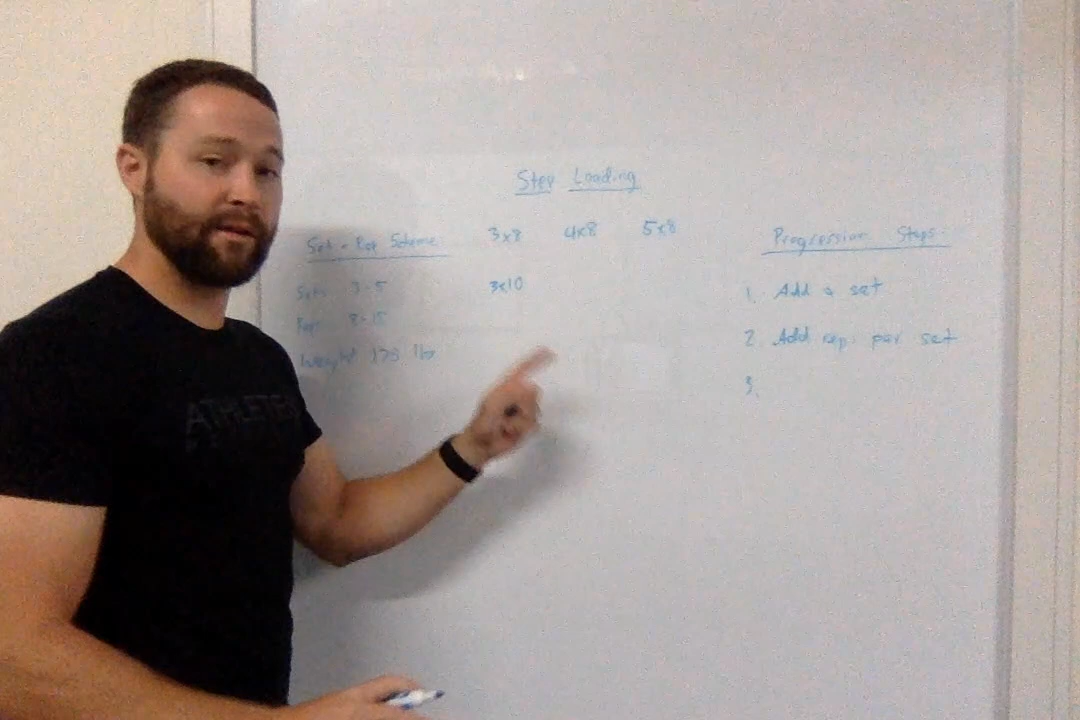 Step Loading
Set + Rep Scheme
Sets 3-5
Reps 8-15
Weight 175 lbs
3x8 4x8 5x8
3x10
Progression Steps
1. Add a set
2. Add reps per set
3.